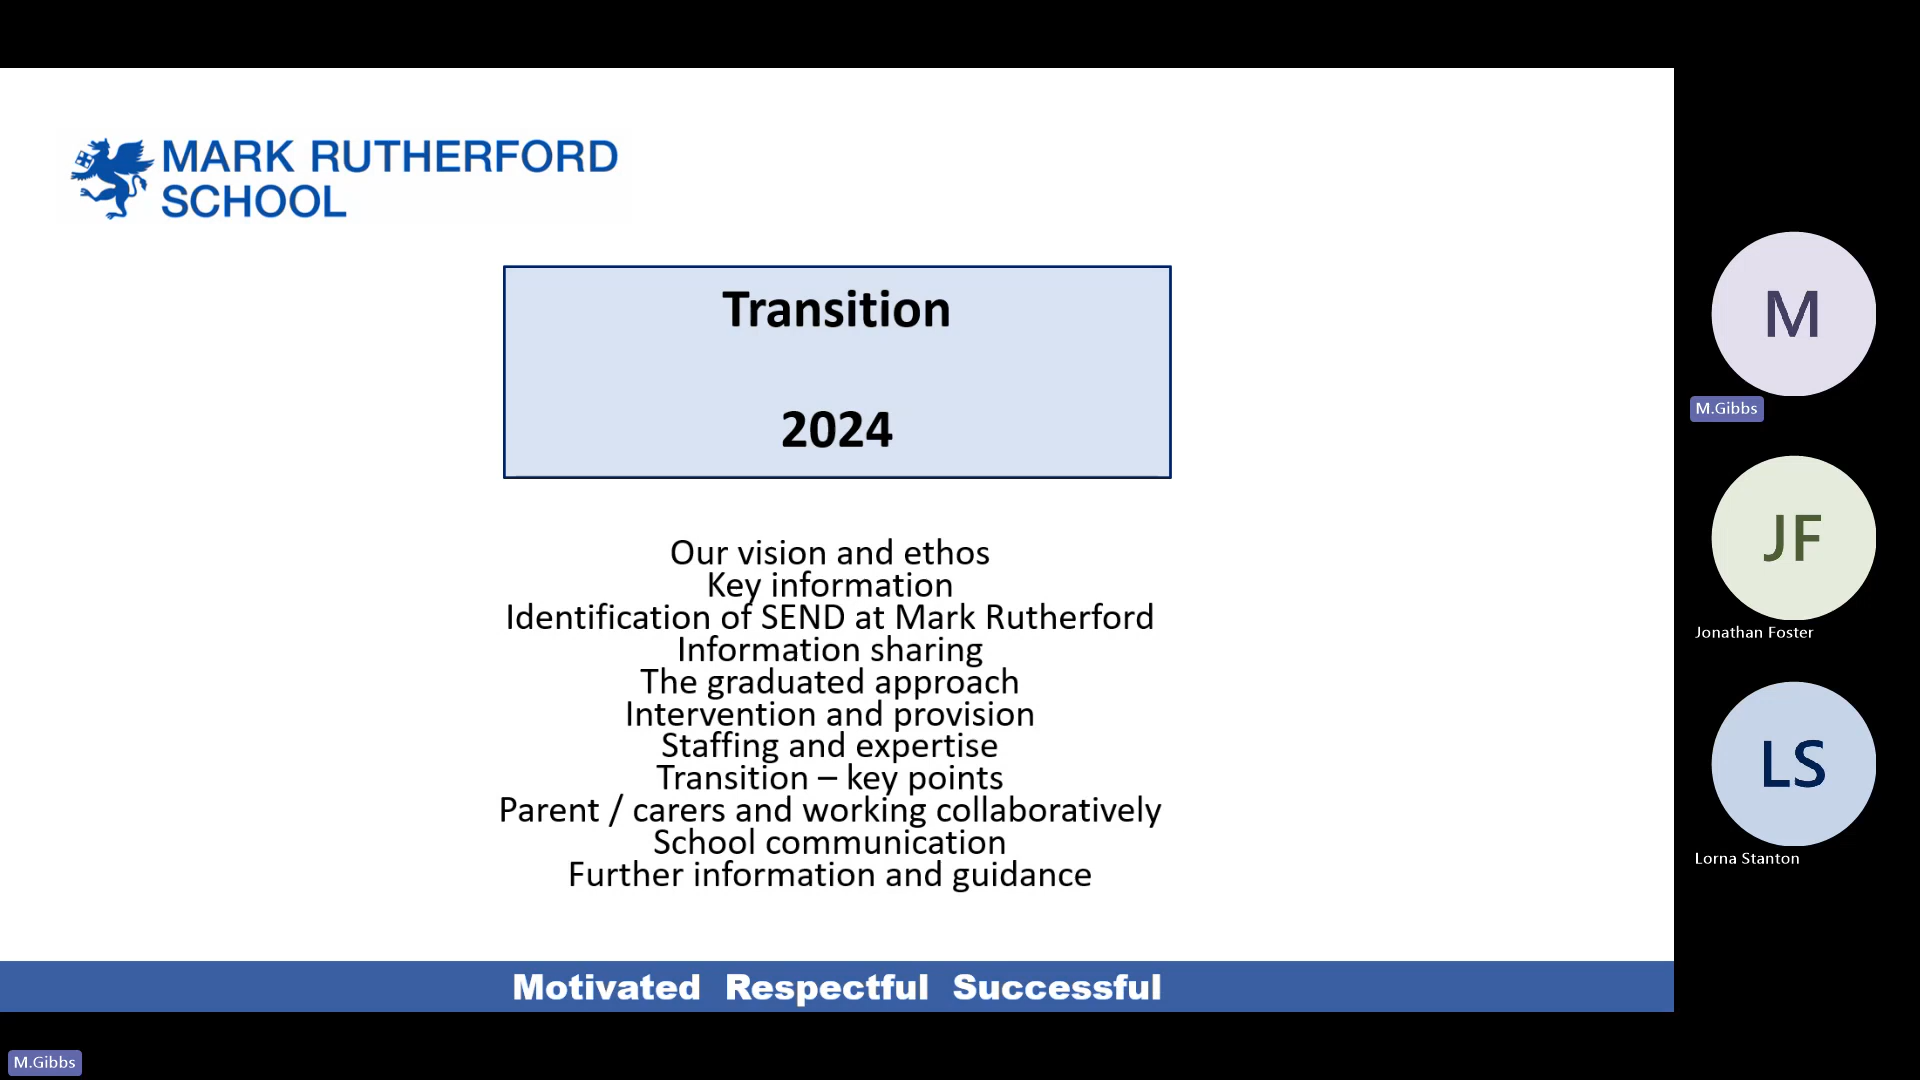 MARK RUTHERFORD
SCHOOL
Transition
2024
Our vision and ethos
Key information
Identification of SEND at Mark Rutherford
Information sharing
The graduated approach
Intervention and provision
Staffing and expertise
Transition – key points
Parent / carers and working collaboratively
School communication
Further information and guidance
Motivated Respectful Successful
M
M.Gibbs
JF
Jonathan Foster
LS
Lorna Stanton
M.Gibbs